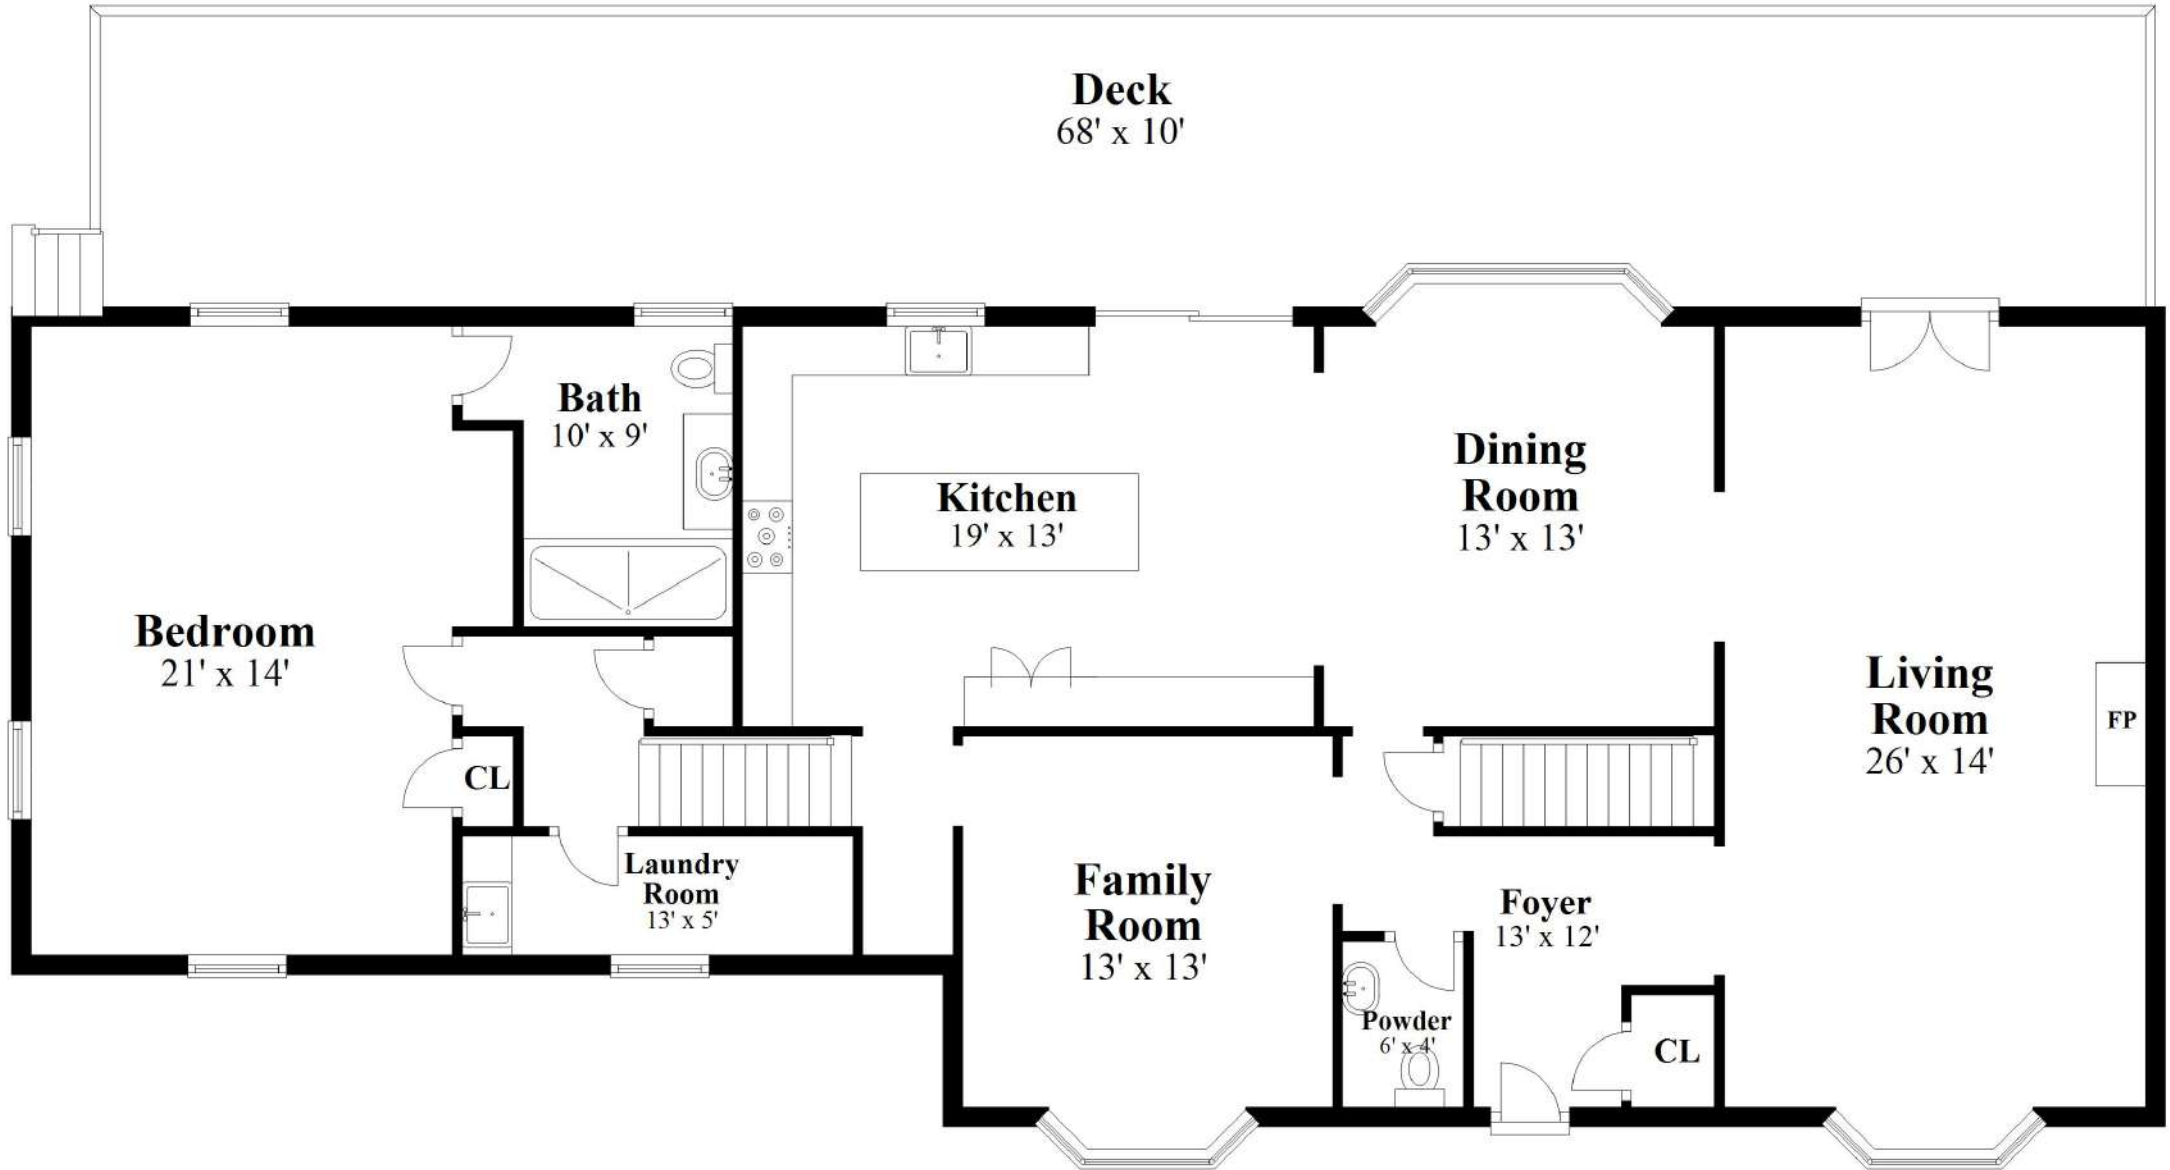 Deck
68' x 10'
Bath
10' x 9'
Kitchen
19' x 13'
Dining
Room
13' x 13'
Bedroom
21' x 14'
Living
Room
26' x 14'
FP
CL
Laundry
Room
13' x 5'
Family
Room
13' x 13'
Foyer
13' x 12'
Powder
6' x 4'
CL